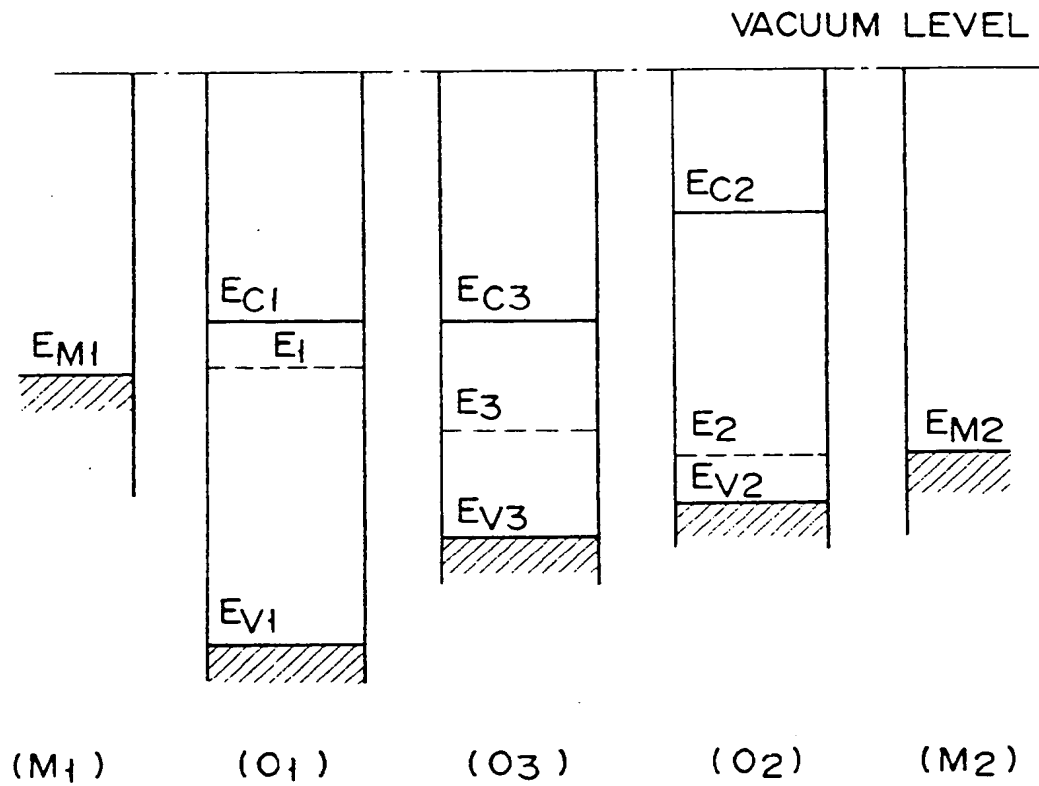 VACUUM LEVEL
EC2
EC1
EC3
EM1
E1
E3
E2
EM2
EV2
EV3
EV1
(M1)
(O1)
(O3)
(O2)
(M2)